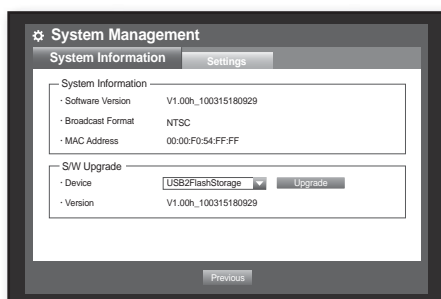 System Management
System Information
Settings
System Information
· Software Version V1.00h_100315180929
· Broadcast Format NTSC
· MAC Address 00:00:F0:54:FF:FF
S/W Upgrade
· Device USB2FlashStorage Upgrade
· Version V1.00h_100315180929
Previous